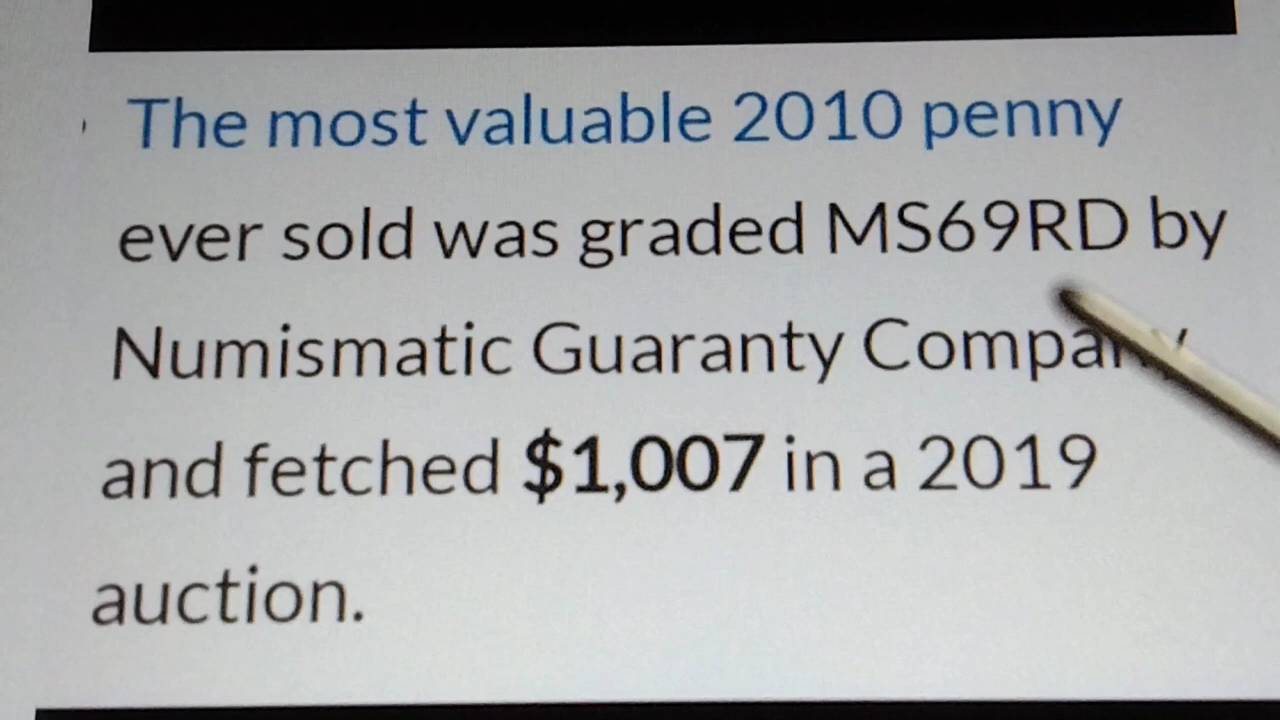 The most valuable 2010 penny
ever sold was graded MS69RD by
Numismatic Guaranty Company
and fetched $1,007 in a 2019
auction.